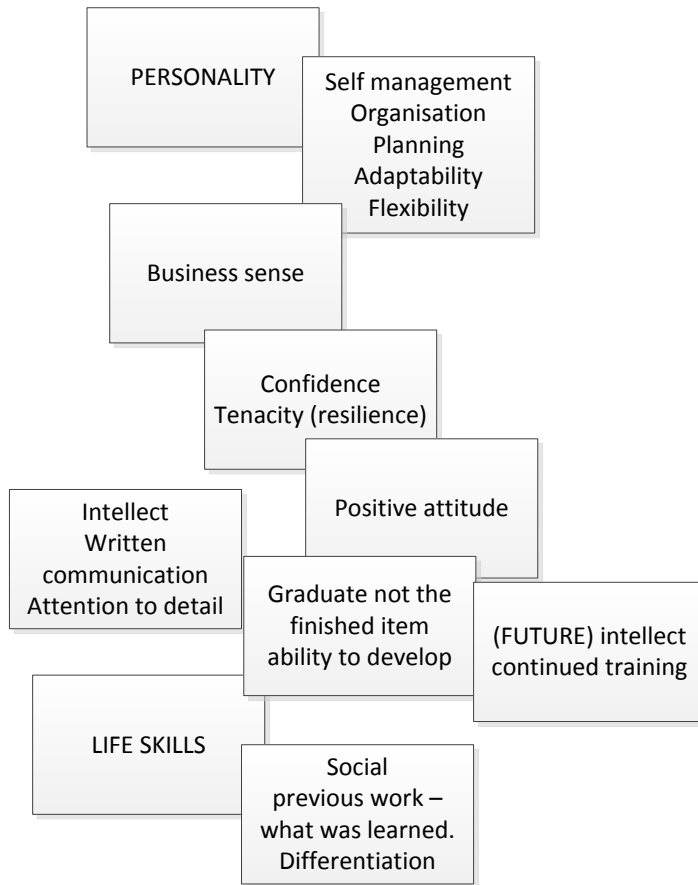 PERSONALITY
Self management
Organisation
Planning
Adaptability
Flexibility
Business sense
Confidence
Tenacity (resilience)
Positive attitude
Intellect
Written
communication
Attention to detail
Graduate not the
finished item
ability to develop
(FUTURE) intellect
continued training
LIFE SKILLS
Social
previous work –
what was learned.
Differentiation